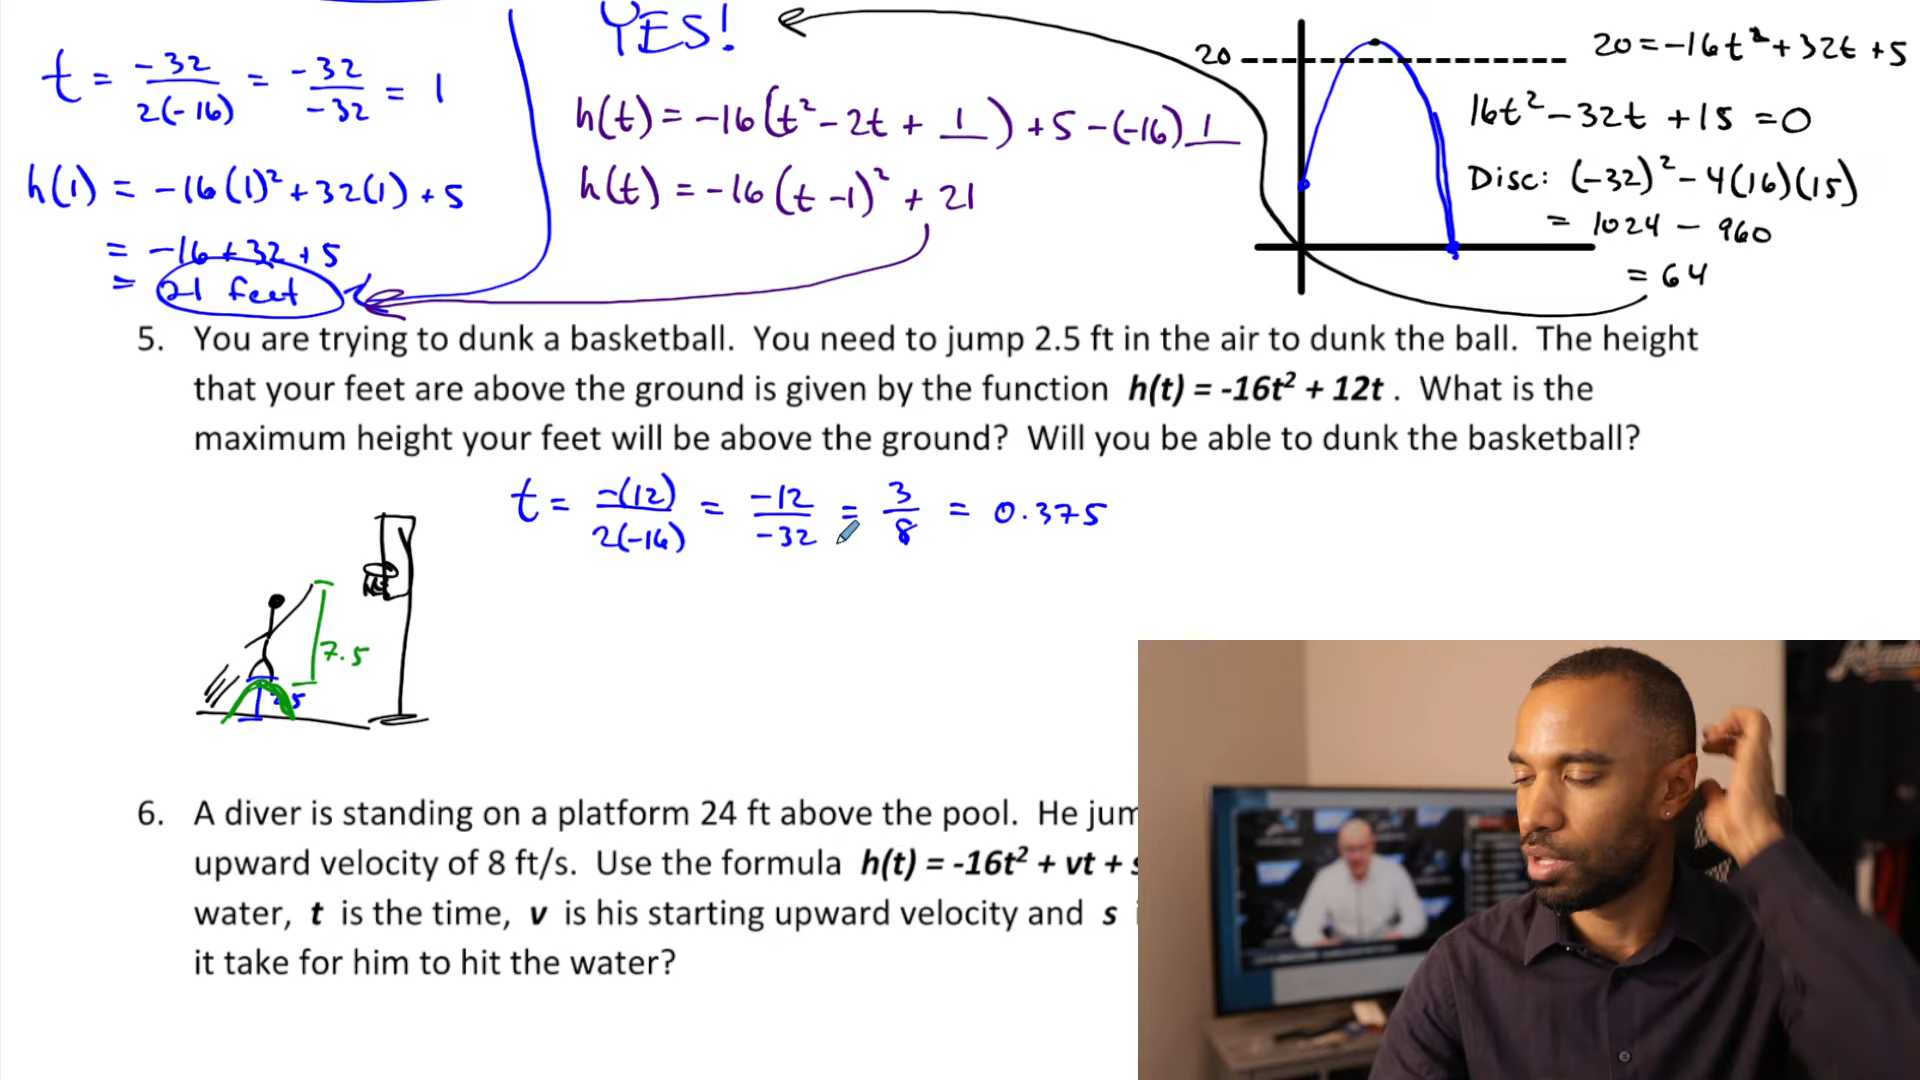 YES!
t = -32 / 2(-16) = -32 / -32 = 1
h(1) = -16(1)² + 32(1) + 5
= -16 + 32 + 5
= 21 feet
h(t) = -16(t² - 2t + 1) + 5 - (-16) 1
h(t) = -16(t - 1)² + 21
20
20 = -16t² + 32t + 5
16t² - 32t + 15 = 0
Disc: (-32)² - 4(16)(15)
= 1024 - 960
= 64
5. You are trying to dunk a basketball. You need to jump 2.5 ft in the air to dunk the ball. The height
that your feet are above the ground is given by the function h(t) = -16t² + 12t . What is the
maximum height your feet will be above the ground? Will you be able to dunk the basketball?
t = -(12) / 2(-16) = -12 / -32 = 3 / 8 = 0.375
7.5
6. A diver is standing on a platform 24 ft above the pool. He jum
upward velocity of 8 ft/s. Use the formula h(t) = -16t² + vt + s
water, t is the time, v is his starting upward velocity and s
it take for him to hit the water?